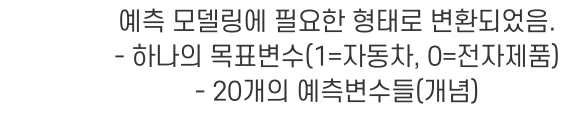 예측 모델링에 필요한 형태로 변환되었음.
- 하나의 목표변수(1=자동차, 0=전자제품)
- 20개의 예측변수들(개념)